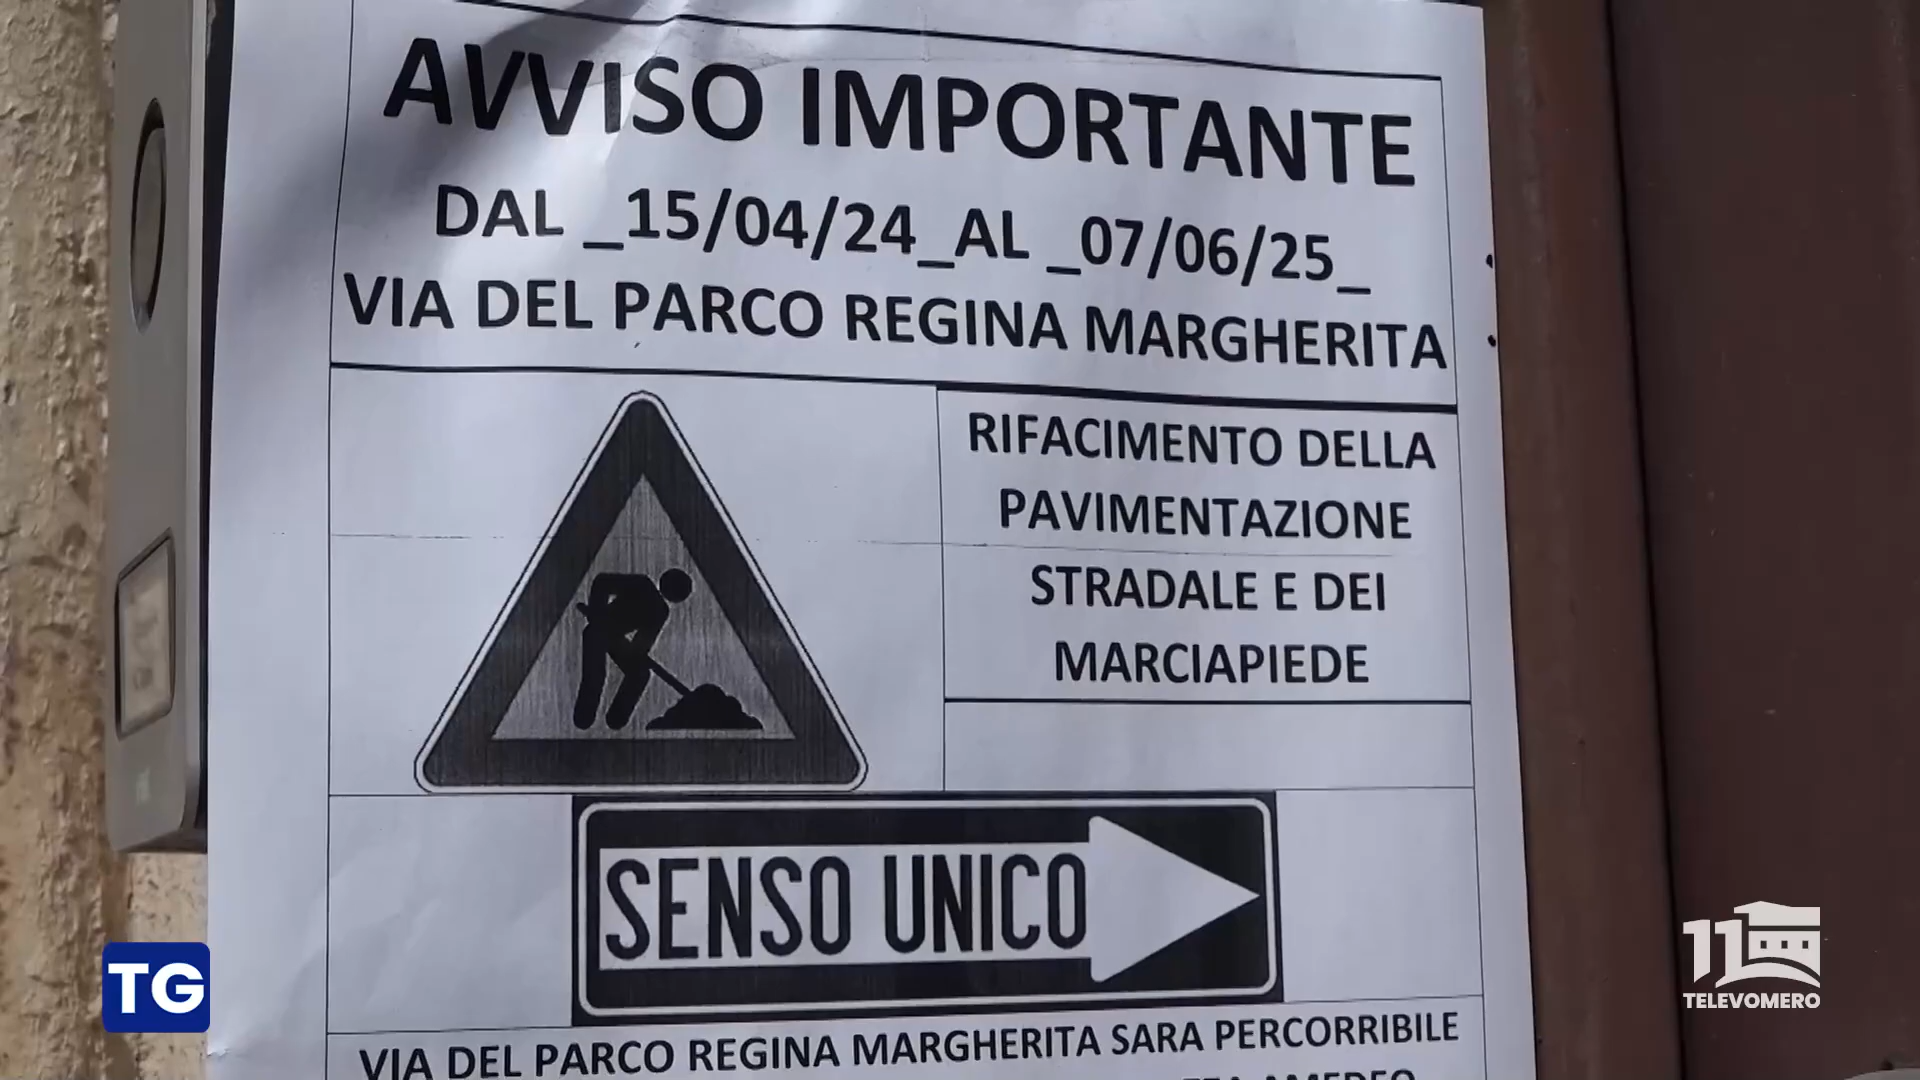 AVVISO IMPORTANTE
DAL _15/04/24_AL _07/06/25_
VIA DEL PARCO REGINA MARGHERITA
RIFACIMENTO DELLA
PAVIMENTAZIONE
STRADALE E DEI
MARCIAPIEDE
SENSO UNICO
VIA DEL PARCO REGINA MARGHERITA SARA PERCORRIBILE
AMEDEO
TG
11
TELEVOMERO